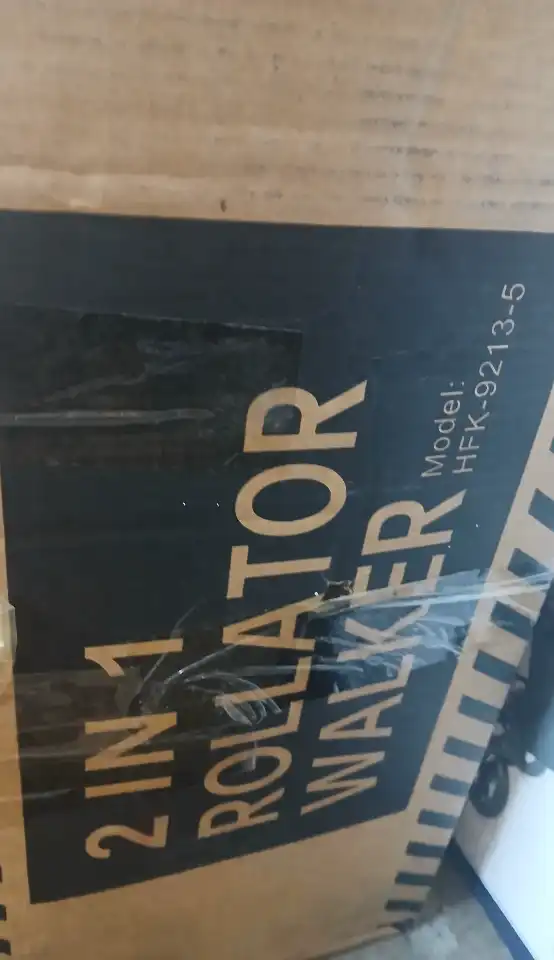 2 IN 1
ROLLATOR
WALKER
Model:
HFK-9213-5